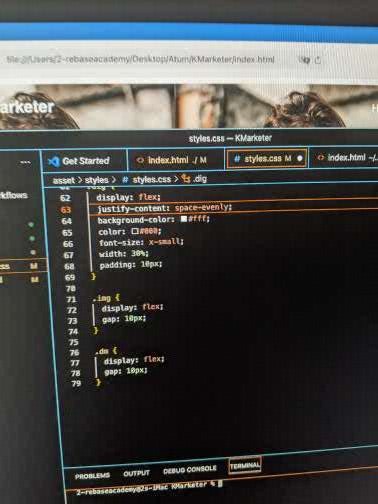 file:///Users/2-rebaseacademy/Desktop/Atum/KMarketer/index.html
arketer
H
styles.css — KMarketer
Get Started
<> index.html ./ M
# styles.css M
<> index.html ~/.
asset > styles > # styles.css > .dig
rkflows
62 display: flex;
63 justify-content: space-evenly;
64 background-color: #fff;
65 color: #000;
66 font-size: x-small;
67 width: 30%;
68 padding: 10px;
69 }
70
71 .img {
72 display: flex;
73 gap: 10px;
74 }
75
76 .dm {
77 display: flex;
78 gap: 10px;
79 }
ss M
M
PROBLEMS OUTPUT DEBUG CONSOLE TERMINAL
2-rebaseacademy@2s-iMac KMarketer %